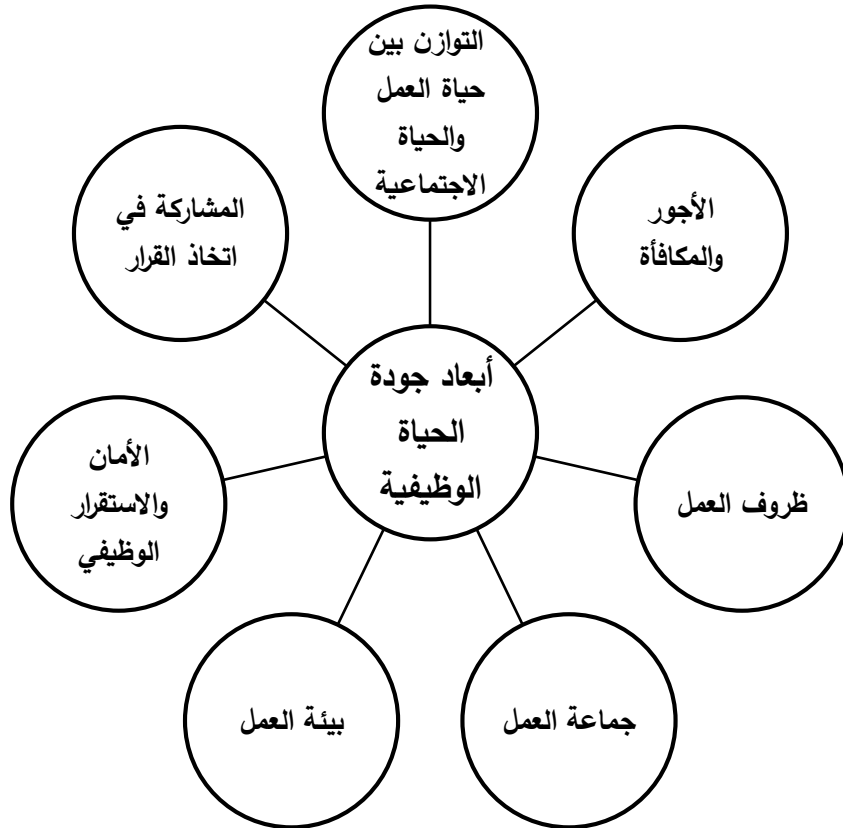 التوازن بين
حياة العمل
والحياة
الاجتماعية
الأجور
والمكافأة
ظروف العمل
جماعة العمل
بيئة العمل
الأمان
والاستقرار
الوظيفي
المشاركة في
اتخاذ القرار
أبعاد جودة
الحياة
الوظيفية